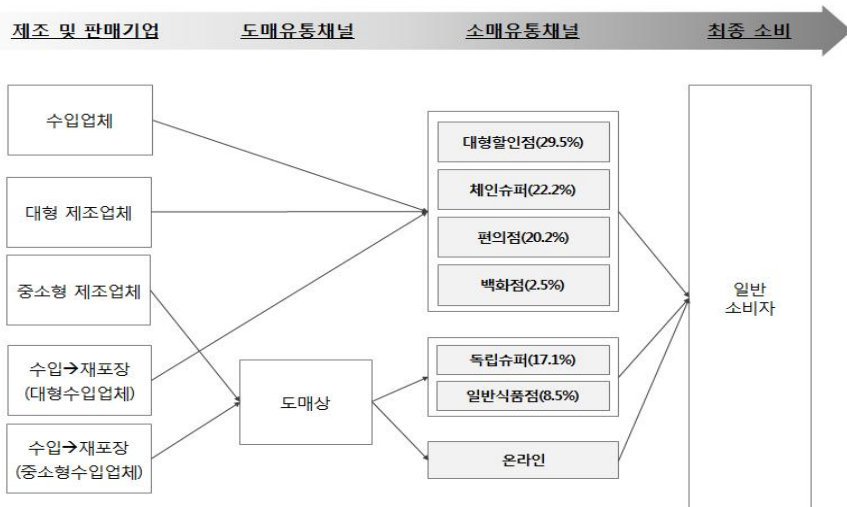 제조 및 판매기업
도매유통채널
소매유통채널
최종 소비
수입업체
대형 제조업체
중소형 제조업체
수입→재포장
(대형수입업체)
수입→재포장
(중소형수입업체)
도매상
대형할인점(29.5%)
체인슈퍼(22.2%)
편의점(20.2%)
백화점(2.5%)
독립슈퍼(17.1%)
일반식품점(8.5%)
온라인
일반
소비자